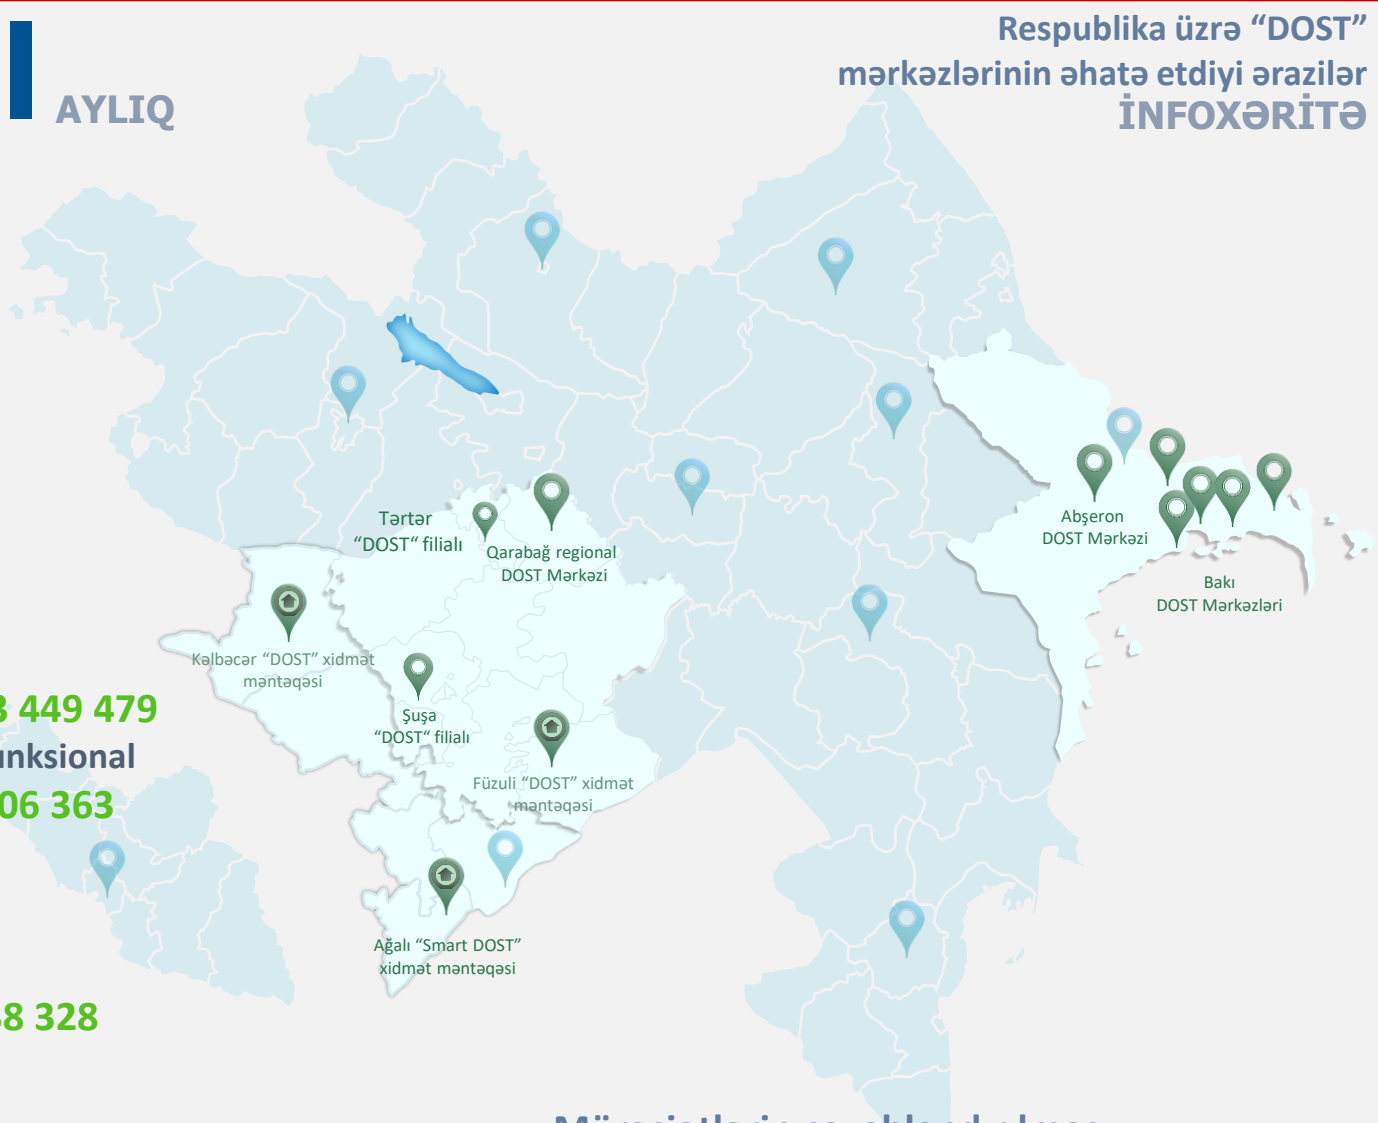 Respublika üzrə “DOST”
mərkəzlərinin əhatə etdiyi ərazilər
İNFOXƏRİTƏ
AYLIQ
Tərtər
“DOST“ filialı
Qarabağ regional
DOST Mərkəzi
Abşeron
DOST Mərkəzi
Bakı
DOST Mərkəzləri
Kəlbəcər “DOST” xidmət
məntəqəsi
Şuşa
“DOST“ filialı
Füzuli “DOST” xidmət
məntəqəsi
Ağalı “Smart DOST”
xidmət məntəqəsi
449 479
06 363
8 328